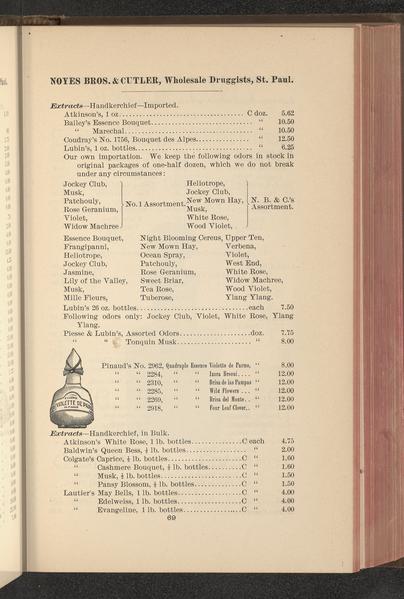 NOYES BROS. & CUTLER, Wholesale Druggists, St. Paul.
Extracts—Handkerchief—Imported.
Atkinson's, 1 oz. C doz. 5.62
Bailey's Essence Bouquet " 10.50
" Marechal " 10.50
Coudray's No. 1756, Bouquet des Alpes " 12.50
Lubin's, 1 oz. bottles " 6.25
Our own importation. We keep the following odors in stock in
original packages of one-half dozen, which we do not break
under any circumstances:
Jockey Club,
Musk,
Patchouly,
Rose Geranium,
Violet,
Widow Machree
No. 1 Assortment.
Heliotrope,
Jockey Club,
New Mown Hay,
Musk,
White Rose,
Wood Violet,
N. B. & C.'s
Assortment.
Essence Bouquet, Night Blooming Cereus, Upper Ten,
Frangipanni, New Mown Hay, Verbena,
Heliotrope, Ocean Spray, Violet,
Jockey Club, Patchouly, West End,
Jasmine, Rose Geranium, White Rose,
Lily of the Valley, Sweet Briar, Widow Machree,
Musk, Tea Rose, Wood Violet,
Mille Fleurs, Tuberose, Ylang Ylang.
Lubin's 26 oz. bottles each 7.50
Following odors only: Jockey Club, Violet, White Rose, Ylang
Ylang.
Piesse & Lubin's, Assorted Odors doz. 7.75
" " Tonquin Musk " 8.00
Pinaud's No. 2962, Quadruple Essence Violette de Parme, " 8.00
" " 2284, " " Ixora Breoni " 12.00
" " 2310, " " Brisa de las Pampas " 12.00
" " 2285, " " Wild Flowers " 12.00
" " 2269, " " Brisa del Monte " 12.00
" " 2918, " " Four Leaf Clover " 12.00
VIOLETTE DE PARME
Extracts—Handkerchief, in Bulk.
Atkinson's White Rose, 1 lb. bottles C each 4.75
Baldwin's Queen Bess, ½ lb. bottles " 2.00
Colgate's Caprice, ½ lb. bottles C " 1.60
" Cashmere Bouquet, ½ lb. bottles C " 1.60
" Musk, ½ lb. bottles C " 1.50
" Pansy Blossom, ½ lb. bottles C " 1.50
Lautier's May Bells, 1 lb. bottles C " 4.00
" Edelweiss, 1 lb. bottles C " 4.00
" Evangeline, 1 lb. bottles C " 4.00
69